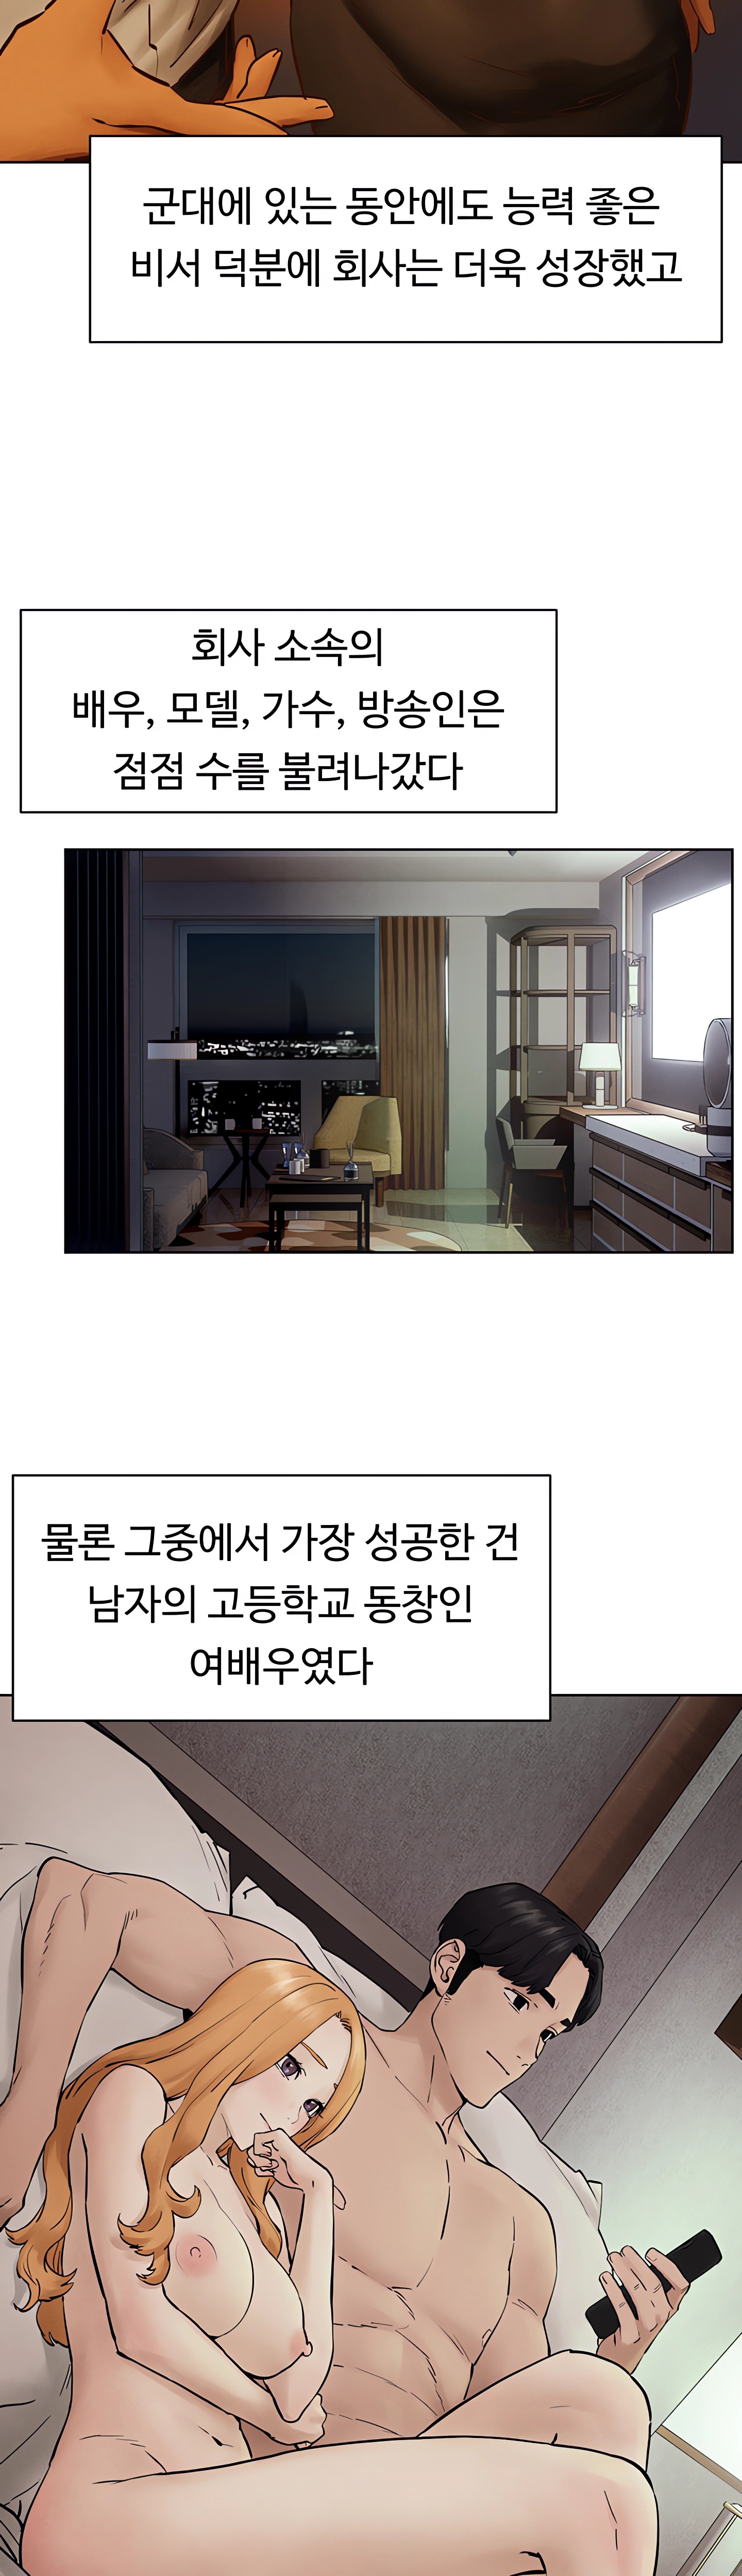 군대에 있는 동안에도 능력 좋은
비서 덕분에 회사는 더욱 성장했고
회사 소속의
배우, 모델, 가수, 방송인은
점점 수를 불려나갔다
물론 그중에서 가장 성공한 건
남자의 고등학교 동창인
여배우였다